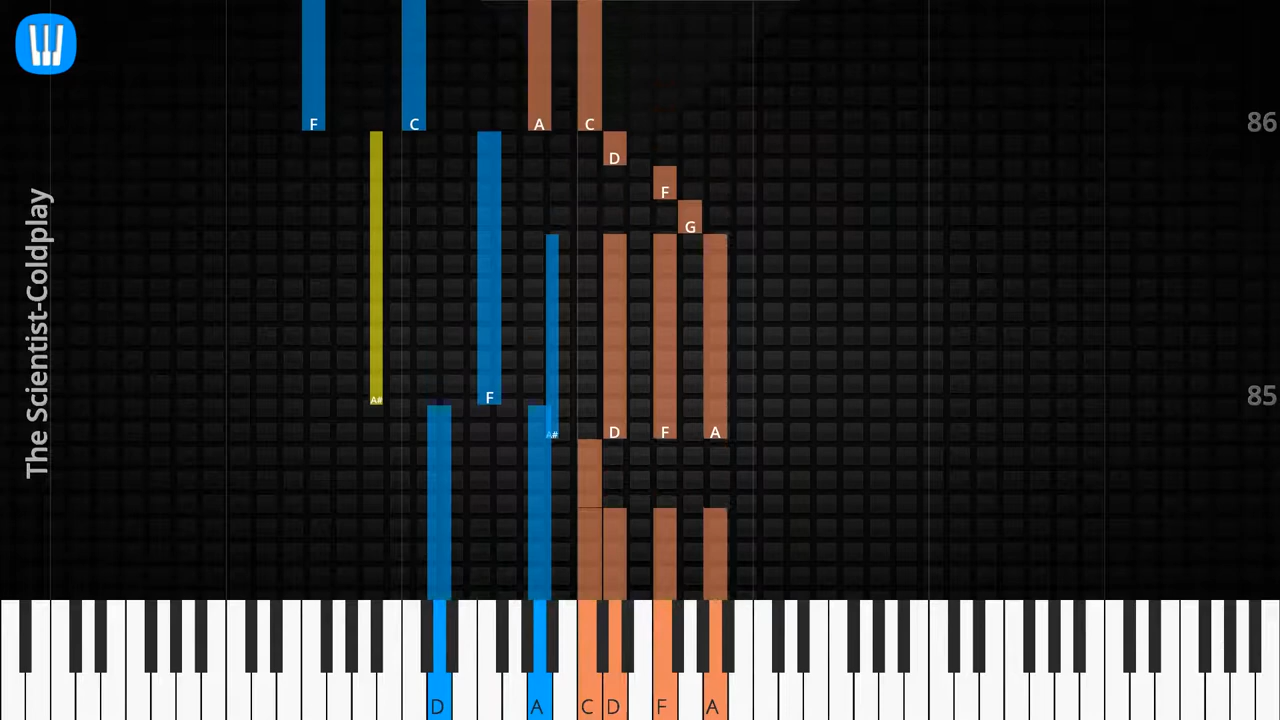 The Scientist-Coldplay
F C A C 86
D
F
G
A# F 85
A# D F A
D A C D F A